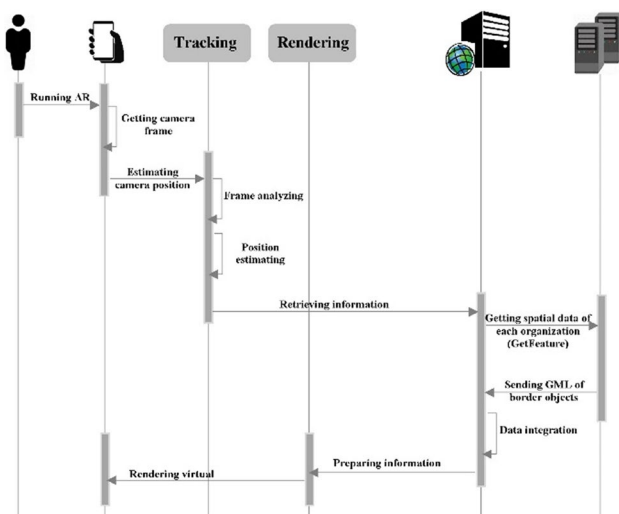 Tracking
Rendering
Running AR
Getting camera
frame
Estimating
camera position
Frame analyzing
Position
estimating
Retrieving information
Getting spatial data of
each organization
(GetFeature)
Sending GML of
border objects
Data integration
Preparing information
Rendering virtual